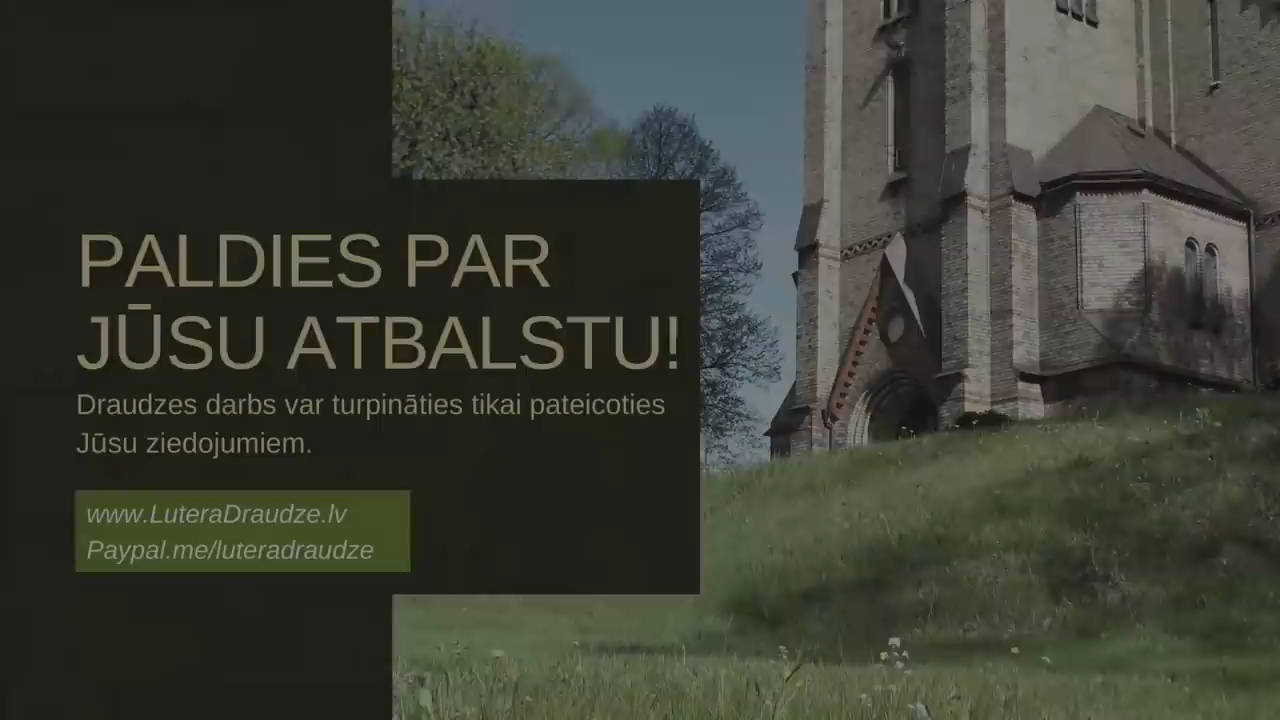 PALDIES PAR
JŪSU ATBALSTU!
Draudzes darbs var turpināties tikai pateicoties
Jūsu ziedojumiem.
www.LuteraDraudze.lv
Paypal.me/luteradraudze